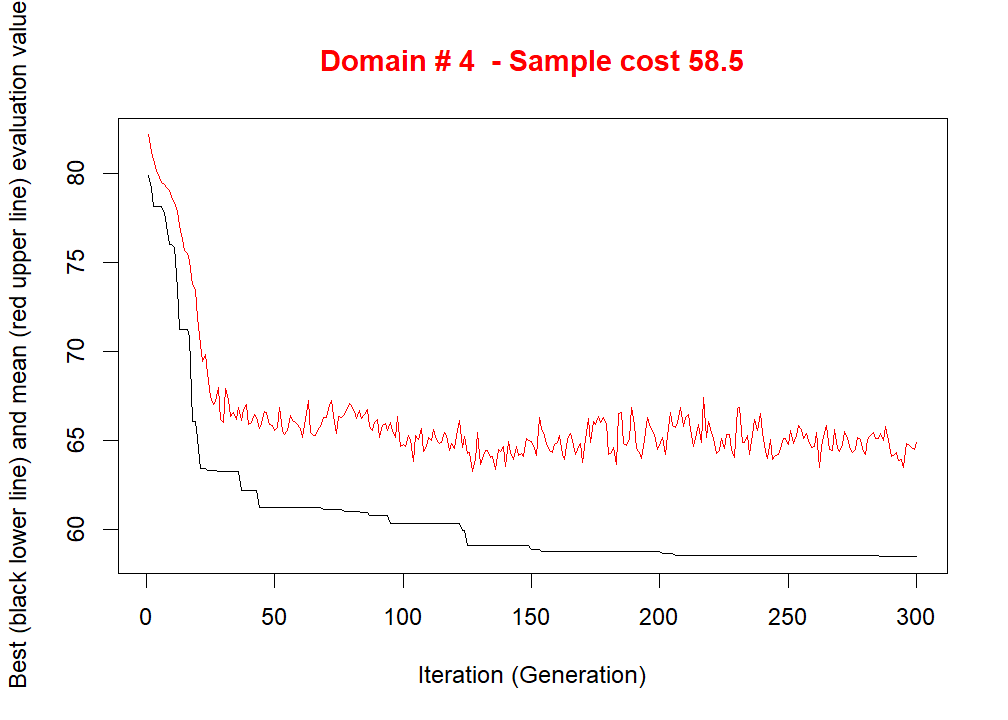 Domain # 4 - Sample cost 58.5
Best (black lower line) and mean (red upper line) evaluation value
80
75
70
65
60
0 50 100 150 200 250 300
Iteration (Generation)